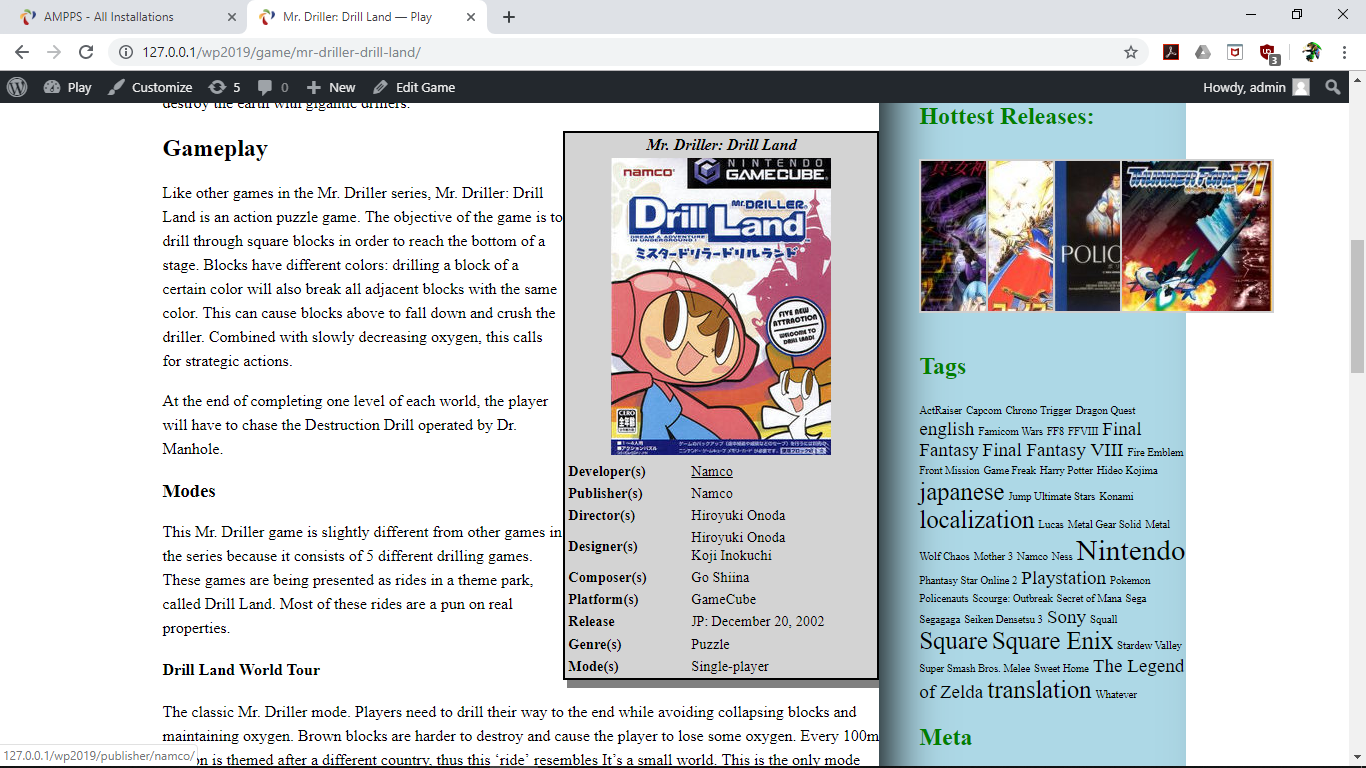 AMPPS - All Installations
Mr. Driller: Drill Land — Play
127.0.0.1/wp2019/game/mr-driller-drill-land/
3
Play
Customize
5
0
New
Edit Game
Howdy, admin
destroy the earth with gigantic drillers.
Gameplay
Like other games in the Mr. Driller series, Mr. Driller: Drill
Land is an action puzzle game. The objective of the game is to
drill through square blocks in order to reach the bottom of a
stage. Blocks have different colors: drilling a block of a
certain color will also break all adjacent blocks with the same
color. This can cause blocks above to fall down and crush the
driller. Combined with slowly decreasing oxygen, this calls
for strategic actions.
At the end of completing one level of each world, the player
will have to chase the Destruction Drill operated by Dr.
Manhole.
Modes
This Mr. Driller game is slightly different from other games in
the series because it consists of 5 different drilling games.
These games are being presented as rides in a theme park,
called Drill Land. Most of these rides are a pun on real
properties.
Drill Land World Tour
The classic Mr. Driller mode. Players need to drill their way to the end while avoiding collapsing blocks and
maintaining oxygen. Brown blocks are harder to destroy and cause the player to lose some oxygen. Every 100m
is themed after a different country, thus this ‘ride’ resembles It’s a small world. This is the only mode
127.0.0.1/wp2019/publisher/namco/
Mr. Driller: Drill Land
namco
NINTENDO
GAMECUBE
Mr.DRILLER
Drill Land
DREAM & ADVENTURE
IN UNDERGROUND!
ミスタードリラードリルランド
FIVE NEW
ATTRACTION
WELCOME TO
DRILL LAND!
CERO
全年齢
Developer(s) Namco
Publisher(s) Namco
Director(s) Hiroyuki Onoda
Designer(s) Hiroyuki Onoda
Koji Inokuchi
Composer(s) Go Shiina
Platform(s) GameCube
Release JP: December 20, 2002
Genre(s) Puzzle
Mode(s) Single-player
Hottest Releases:
真・女神
POLIC
THUNDER FORCE VI
Tags
ActRaiser Capcom Chrono Trigger Dragon Quest
english Famicom Wars FF8 FFVIII Final
Fantasy Final Fantasy VIII Fire Emblem
Front Mission Game Freak Harry Potter Hideo Kojima
japanese Jump Ultimate Stars Konami
localization Lucas Metal Gear Solid Metal
Wolf Chaos Mother 3 Namco Ness Nintendo
Phantasy Star Online 2 Playstation Pokemon
Policenauts Scourge: Outbreak Secret of Mana Sega
Segagaga Seiken Densetsu 3 Sony Squall
Square Square Enix Stardew Valley
Super Smash Bros. Melee Sweet Home The Legend
of Zelda translation Whatever
Meta